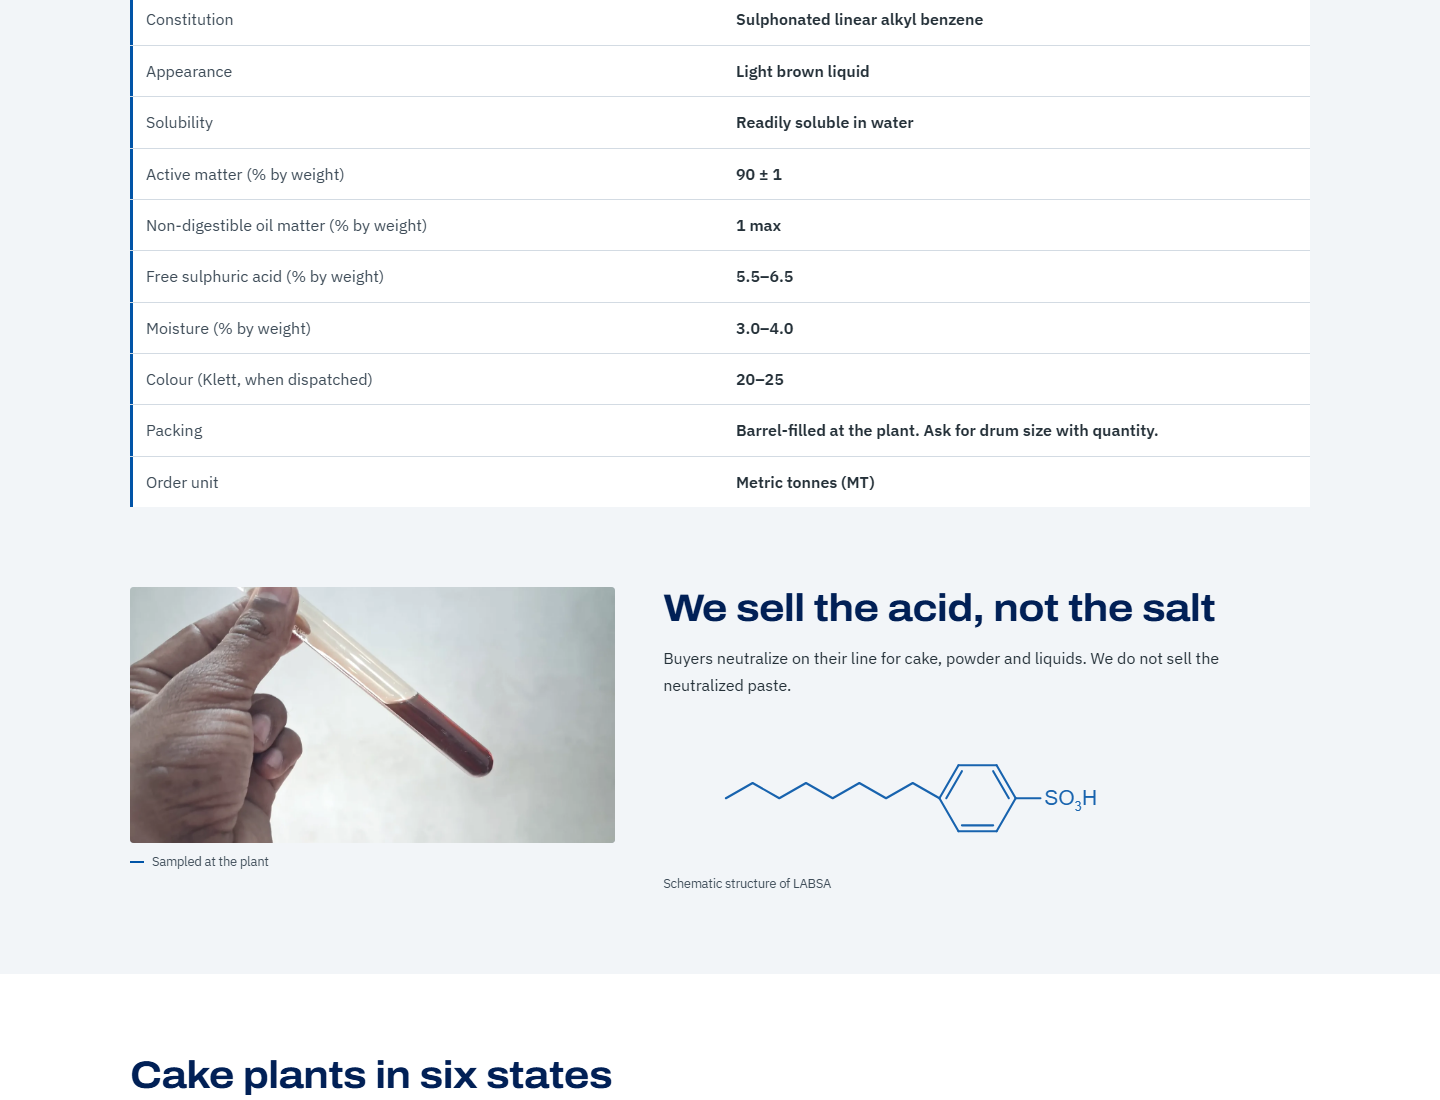 Constitution
Sulphonated linear alkyl benzene
Appearance
Light brown liquid
Solubility
Readily soluble in water
Active matter (% by weight)
90 ± 1
Non-digestible oil matter (% by weight)
1 max
Free sulphuric acid (% by weight)
5.5–6.5
Moisture (% by weight)
3.0–4.0
Colour (Klett, when dispatched)
20–25
Packing
Barrel-filled at the plant. Ask for drum size with quantity.
Order unit
Metric tonnes (MT)
Sampled at the plant
We sell the acid, not the salt
Buyers neutralize on their line for cake, powder and liquids. We do not sell the
neutralized paste.
SO3H
Schematic structure of LABSA
Cake plants in six states